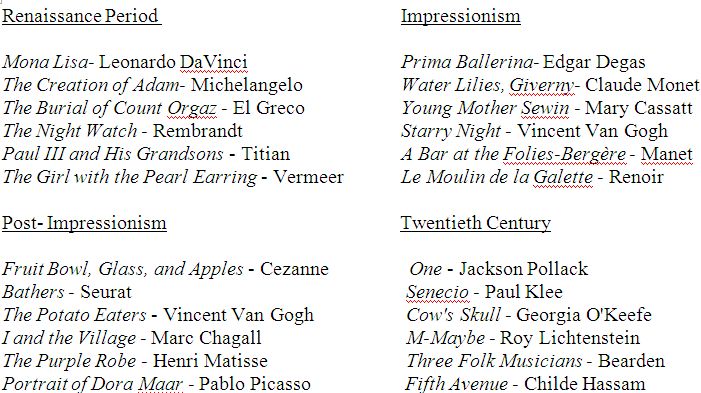 Renaissance Period
Mona Lisa- Leonardo DaVinci
The Creation of Adam- Michelangelo
The Burial of Count Orgaz - El Greco
The Night Watch - Rembrandt
Paul III and His Grandsons - Titian
The Girl with the Pearl Earring - Vermeer
Impressionism
Prima Ballerina- Edgar Degas
Water Lilies, Giverny- Claude Monet
Young Mother Sewin - Mary Cassatt
Starry Night - Vincent Van Gogh
A Bar at the Folies-Bergère - Manet
Le Moulin de la Galette - Renoir
Post- Impressionism
Fruit Bowl, Glass, and Apples - Cezanne
Bathers - Seurat
The Potato Eaters - Vincent Van Gogh
I and the Village - Marc Chagall
The Purple Robe - Henri Matisse
Portrait of Dora Maar - Pablo Picasso
Twentieth Century
One - Jackson Pollack
Senecio - Paul Klee
Cow's Skull - Georgia O'Keefe
M-Maybe - Roy Lichtenstein
Three Folk Musicians - Bearden
Fifth Avenue - Childe Hassam